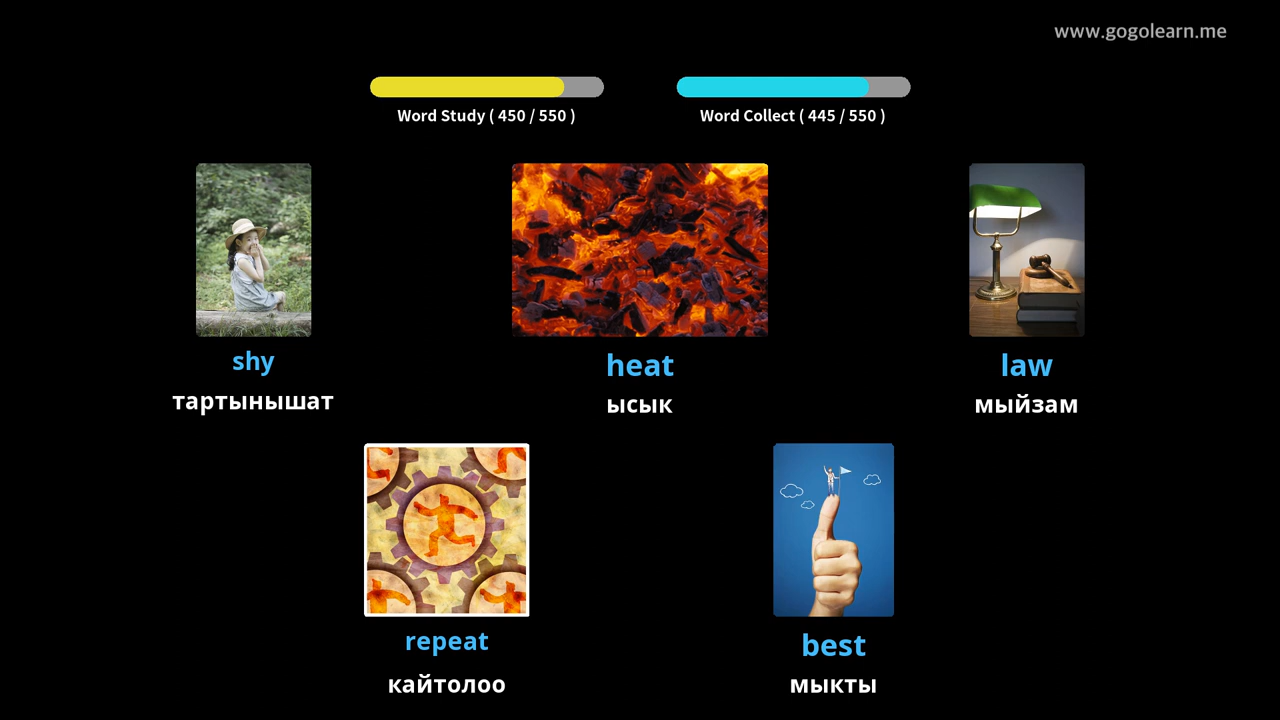 www.gogolearn.me
Word Study ( 450 / 550 )
Word Collect ( 445 / 550 )
shy
тартынышат
heat
ысык
law
мыйзам
repeat
кайтолоо
best
мыкты